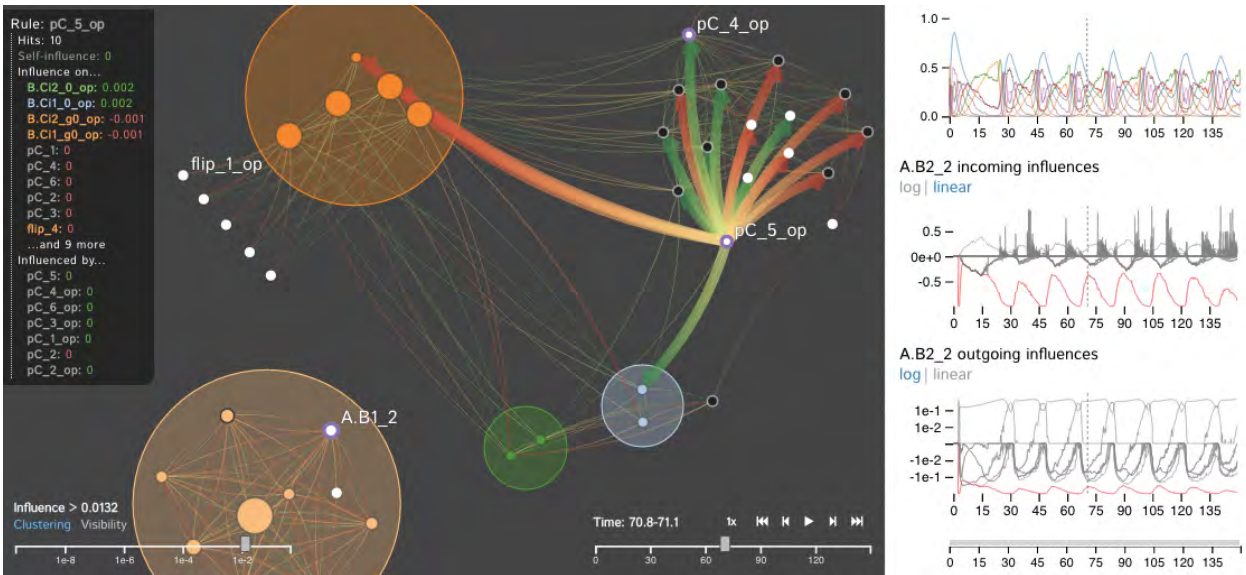 Rule: pC_5_op
Hits: 10
Self-influence: 0
Influence on...
B.Ci2_0_op: 0.002
B.Ci1_0_op: 0.002
B.Ci2_g0_op: -0.001
B.Ci1_g0_op: -0.001
pC_1: 0
pC_4: 0
pC_6: 0
pC_2: 0
pC_3: 0
flip_4: 0
...and 9 more
Influenced by...
pC_5: 0
pC_4_op: 0
pC_6_op: 0
pC_3_op: 0
pC_1_op: 0
pC_2: 0
pC_2_op: 0
flip_1_op
pC_4_op
pC_5_op
A.B1_2
Influence > 0.0132
Clustering Visibility
1e-8 1e-6 1e-4 1e-2
Time: 70.8-71.1 1x
0 30 60 90 120
1.0
0.5
0.0
0 15 30 45 60 75 90 105 120 135
A.B2_2 incoming influences
log | linear
0.5
0e+0
-0.5
0 15 30 45 60 75 90 105 120 135
A.B2_2 outgoing influences
log | linear
1e-1
1e-2
-1e-2
-1e-1
0 15 30 45 60 75 90 105 120 135
0 15 30 45 60 75 90 105 120 135